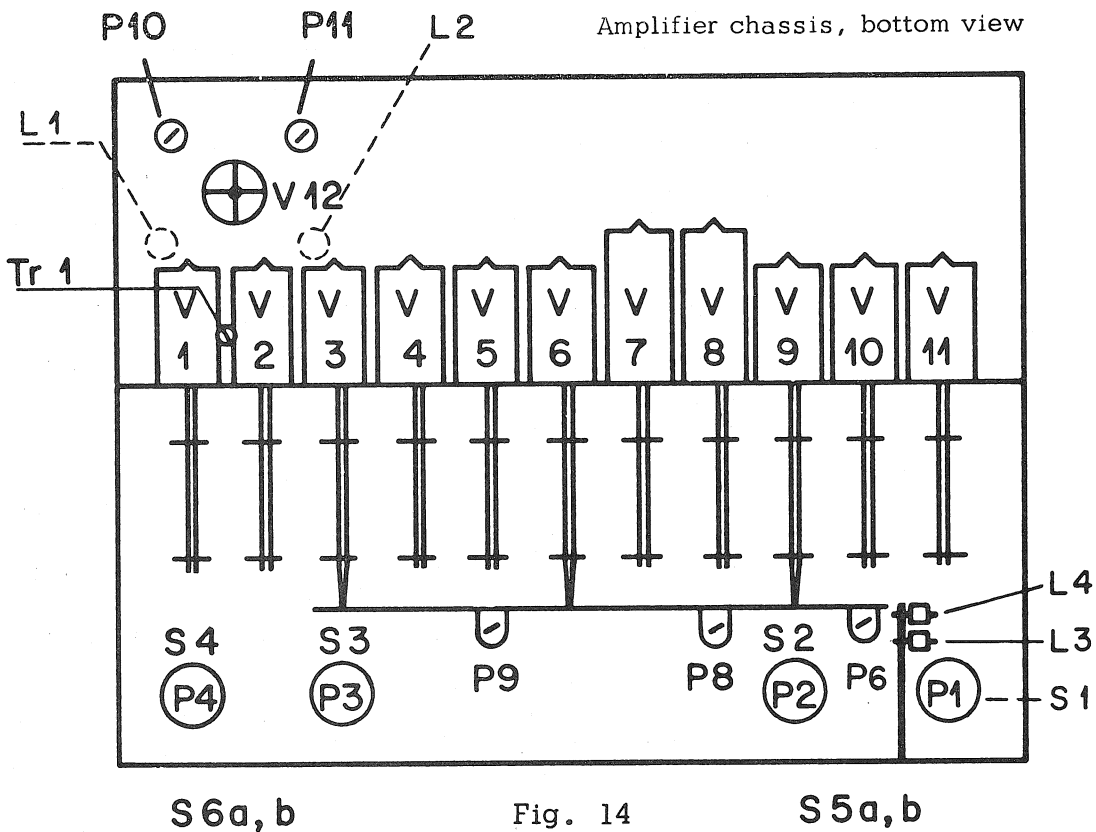 Amplifier chassis, bottom view
P10 P11 L2
L1
V12
Tr 1
V V V V V V V V V V V
1 2 3 4 5 6 7 8 9 10 11
L4
S4 S3 S2 L3
P9 P8 P6
P4 P3 P2 P1 S1
S6a,b Fig. 14 S5a,b